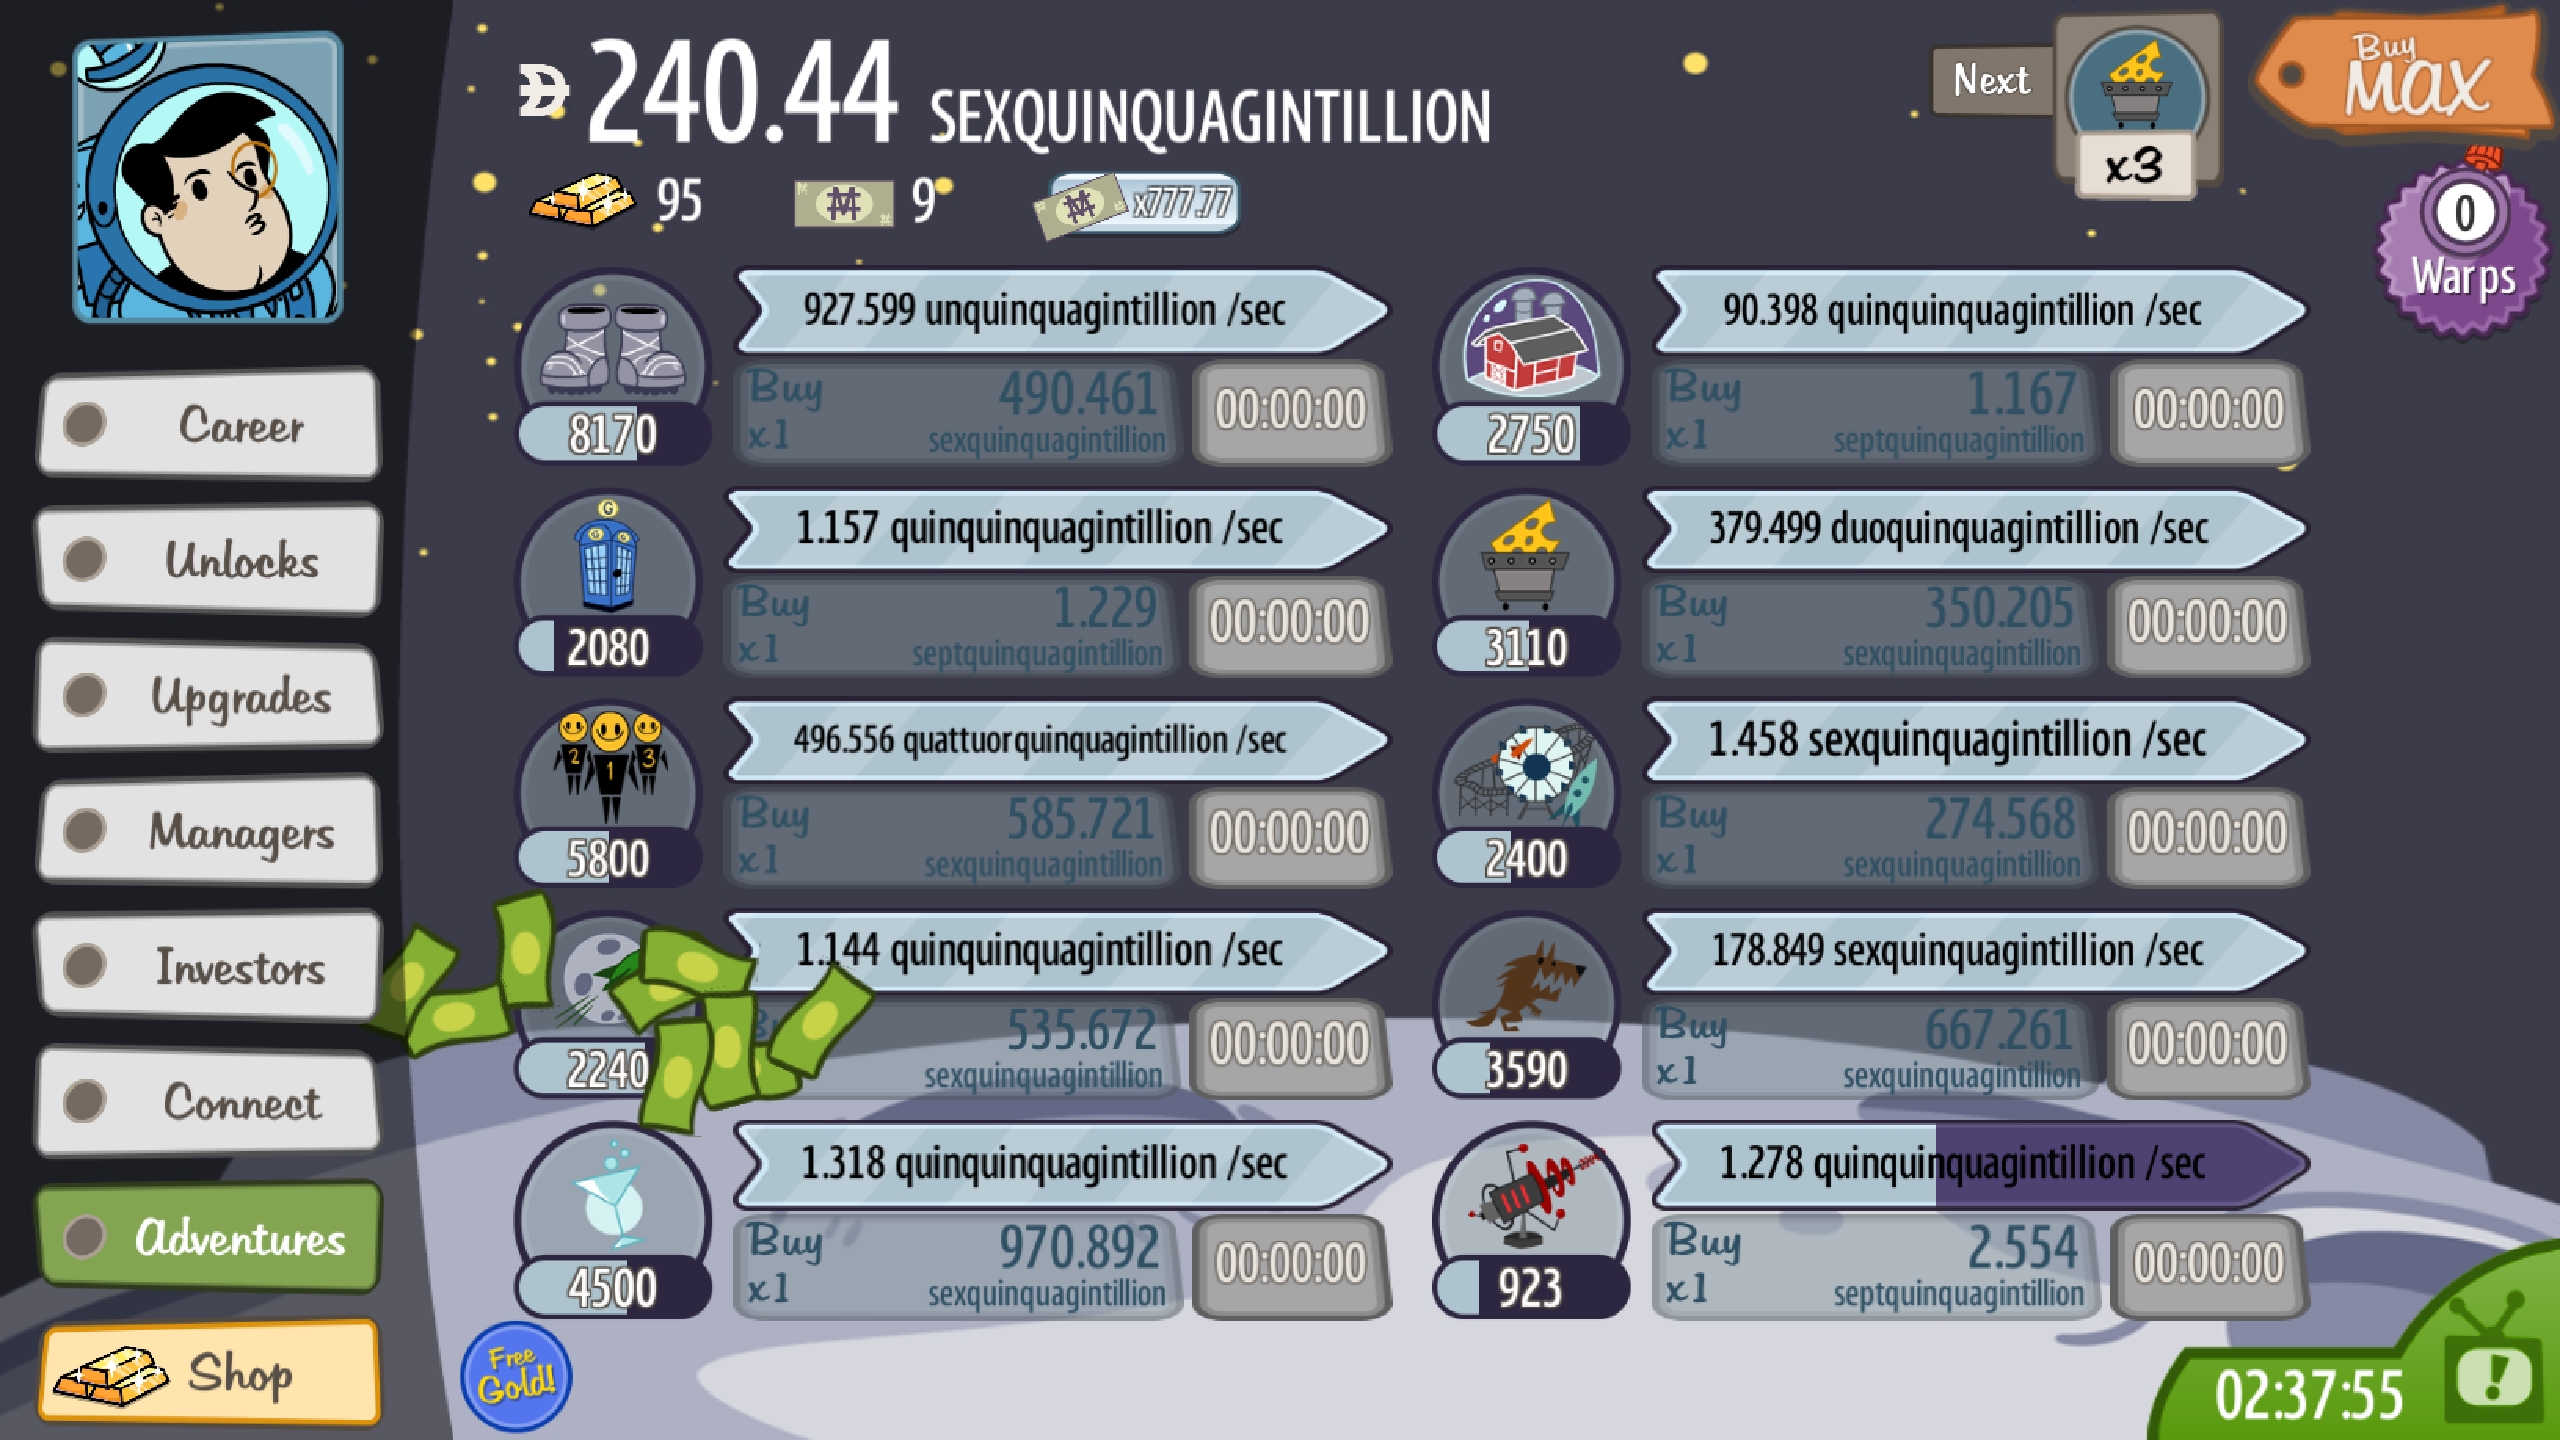 240.44 SEXQUINQUAGINTILLION
Next
x3
Buy
MAX
95
9
x777.77
0
Warps
Career
Unlocks
Upgrades
Managers
Investors
Connect
Adventures
Shop
927.599 unquinquagintillion /sec
8170
Buy
x1
490.461
sexquinquagintillion
00:00:00
90.398 quinquinquagintillion /sec
2750
Buy
x1
1.167
septquinquagintillion
00:00:00
G
G G
1.157 quinquinquagintillion /sec
2080
Buy
x1
1.229
septquinquagintillion
00:00:00
379.499 duoquinquagintillion /sec
3110
Buy
x1
350.205
sexquinquagintillion
00:00:00
2 1 3
496.556 quattuorquinquagintillion /sec
5800
Buy
x1
585.721
sexquinquagintillion
00:00:00
1.458 sexquinquagintillion /sec
2400
Buy
x1
274.568
sexquinquagintillion
00:00:00
1.144 quinquinquagintillion /sec
2240
535.672
sexquinquagintillion
00:00:00
178.849 sexquinquagintillion /sec
3590
Buy
x1
667.261
sexquinquagintillion
00:00:00
1.318 quinquinquagintillion /sec
4500
Buy
x1
970.892
sexquinquagintillion
00:00:00
1.278 quinquinquagintillion /sec
923
Buy
x1
2.554
septquinquagintillion
00:00:00
Free
Gold!
02:37:55
!